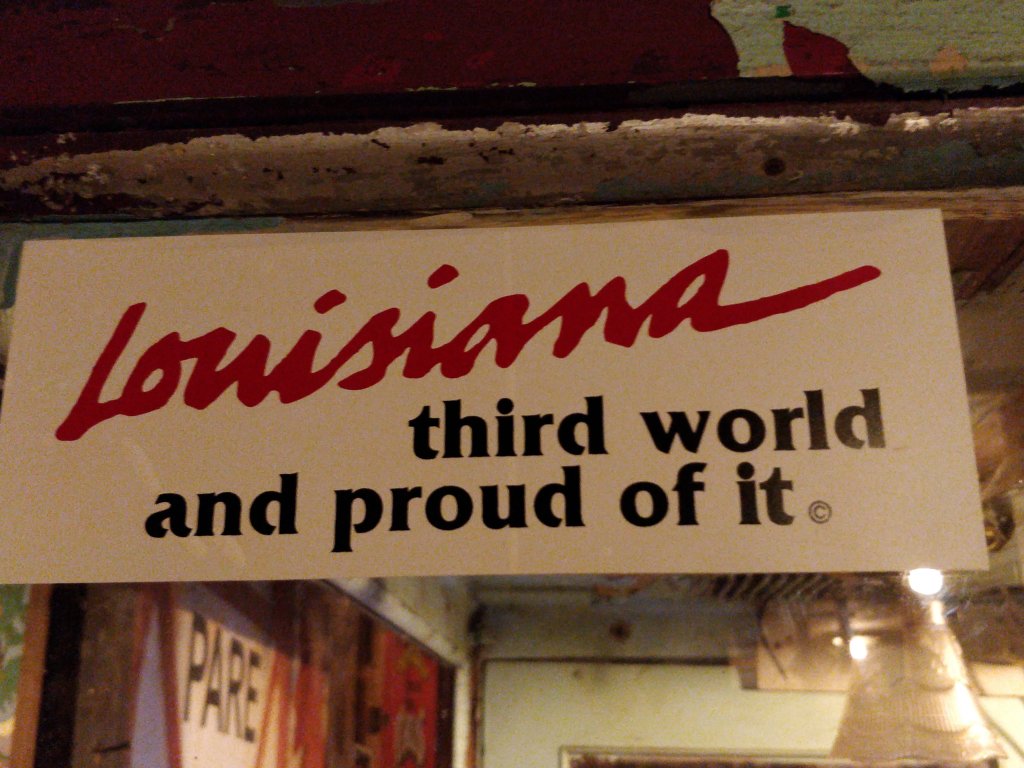 Louisiana
third world
and proud of it ©
PARE